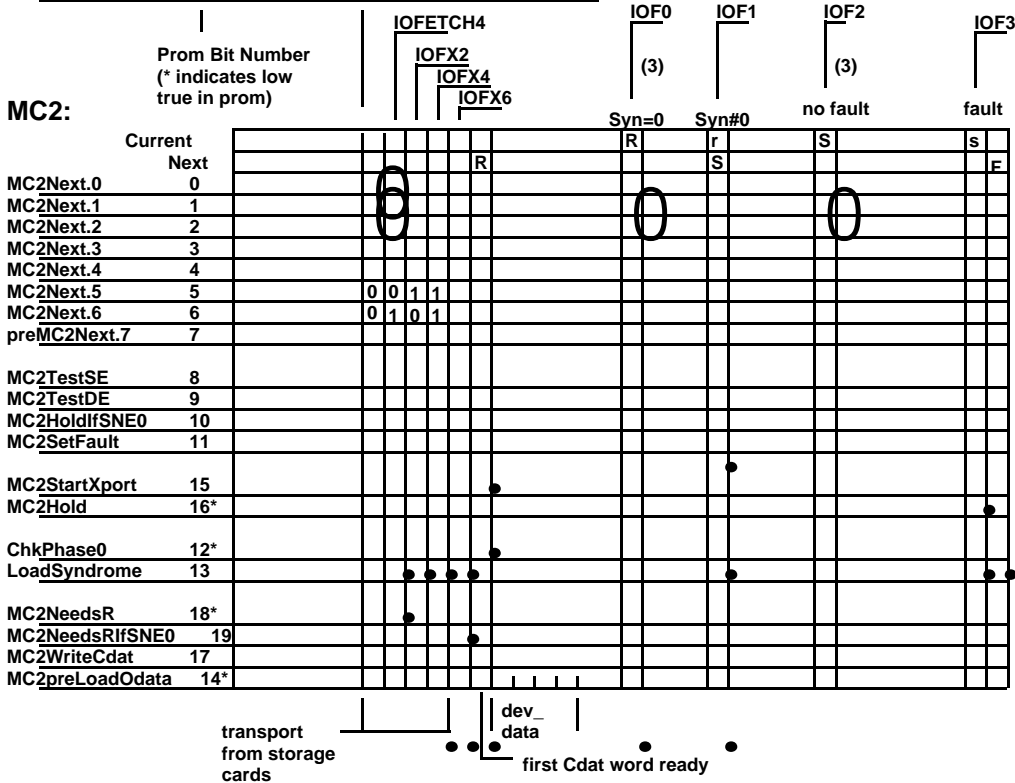 IOFETCH4
IOF0
IOF1
IOF2
IOF3
Prom Bit Number
(* indicates low
true in prom)
IOFX2
IOFX4
IOFX6
(3)
(3)
MC2:
Syn=0
Syn#0
no fault
fault
Current R r S s
Next R S F
MC2Next.0 0
MC2Next.1 1
MC2Next.2 2
MC2Next.3 3
MC2Next.4 4
MC2Next.5 5 0 0 1 1
MC2Next.6 6 0 1 0 1
preMC2Next.7 7
MC2TestSE 8
MC2TestDE 9
MC2HoldIfSNE0 10
MC2SetFault 11
MC2StartXport 15
MC2Hold 16*
ChkPhase0 12*
LoadSyndrome 13
MC2NeedsR 18*
MC2NeedsRIfSNE0 19
MC2WriteCdat 17
MC2preLoadOdata 14*
transport
from storage
cards
dev_
data
first Cdat word ready